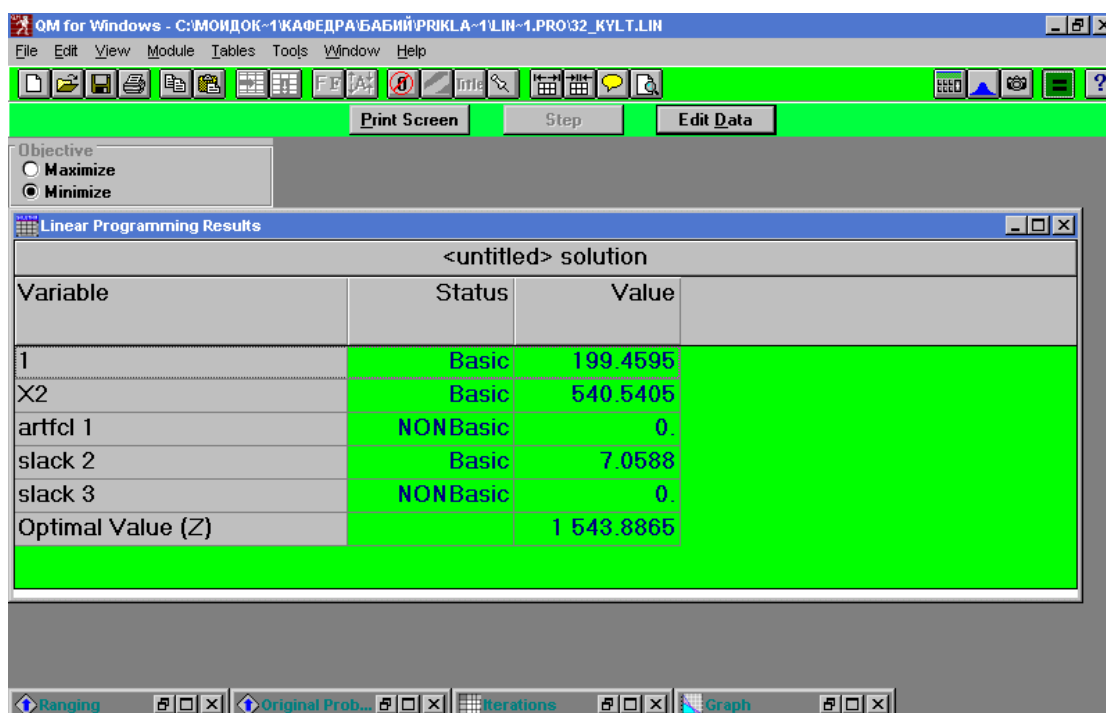 QM for Windows - C:\МОИДОК~1\КАФЕДРА\БАБИЙ\PRIKLA~1\LIN~1.PRO\32_KYLT.LIN
File Edit View Module Tables Tools Window Help
Title
?
Print Screen Step Edit Data
Objective
Maximize
Minimize
Linear Programming Results
<untitled> solution
Variable Status Value
1 Basic 199.4595
X2 Basic 540.5405
artfcl 1 NONBasic 0.
slack 2 Basic 7.0588
slack 3 NONBasic 0.
Optimal Value (Z) 1 543.8865
Ranging Original Prob... Iterations Graph